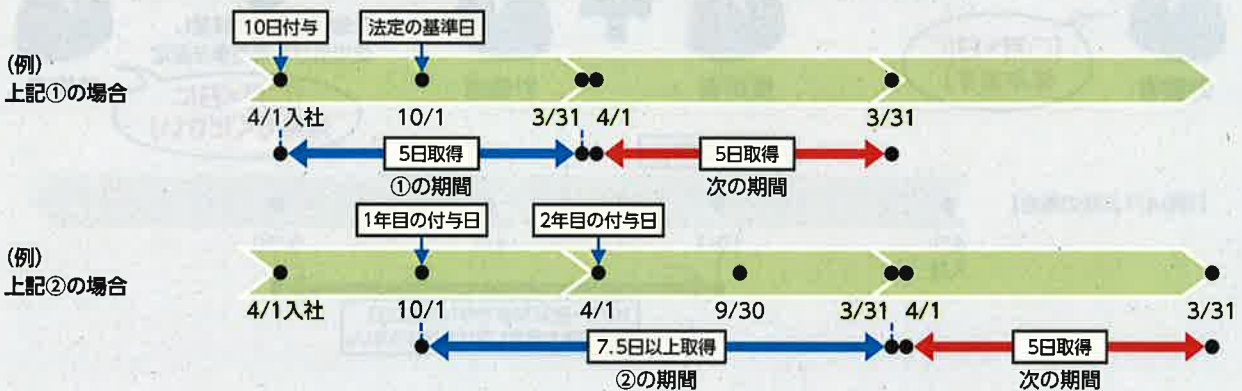 10日付与 法定の基準日
(例)
上記①の場合
4/1入社 10/1 3/31 4/1 3/31
5日取得 5日取得
①の期間 次の期間
1年目の付与日 2年目の付与日
(例)
上記②の場合
4/1入社 10/1 4/1 9/30 3/31 4/1 3/31
7.5日以上取得 5日取得
②の期間 次の期間